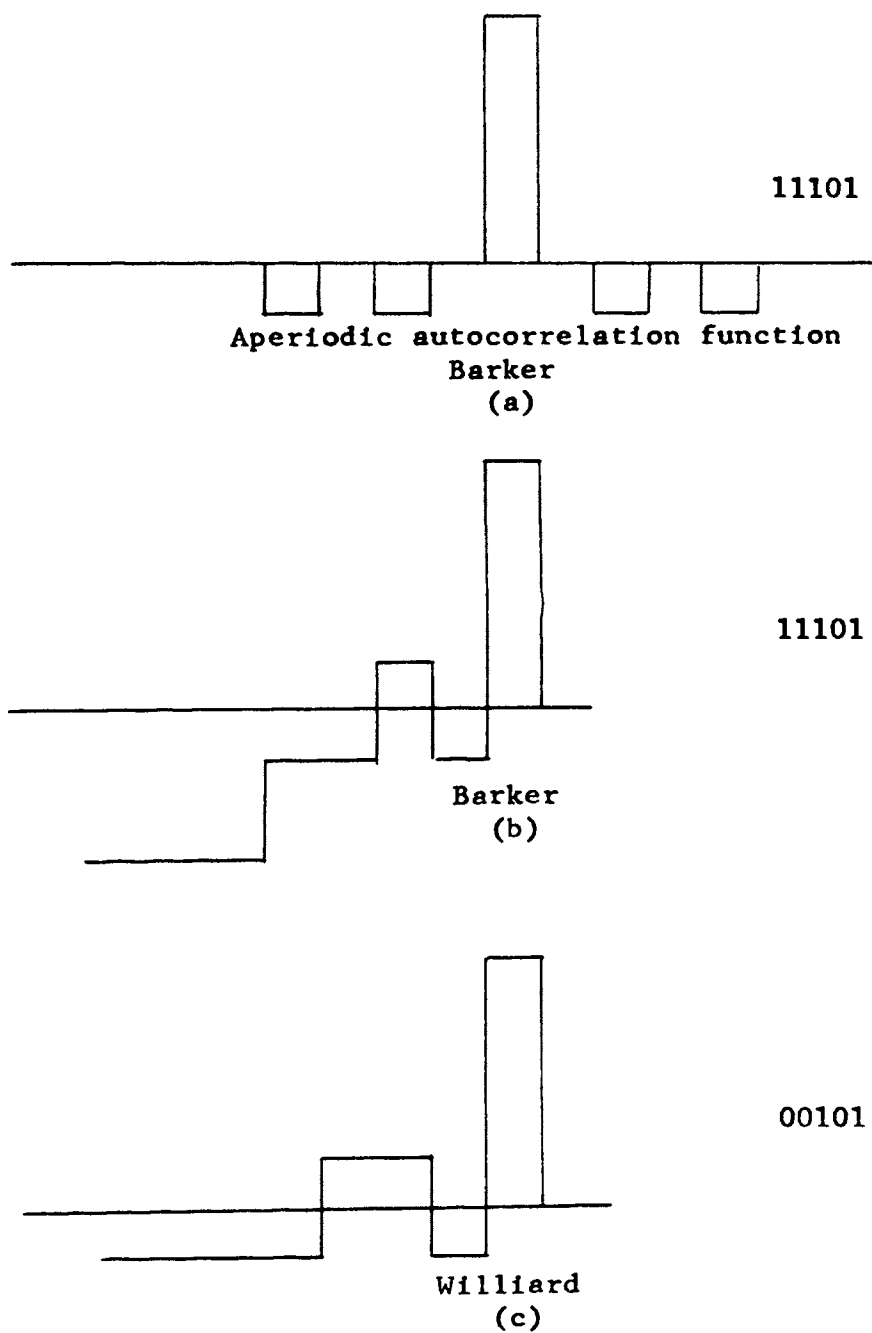 11101
Aperiodic autocorrelation function
Barker
(a)
11101
Barker
(b)
00101
Williard
(c)